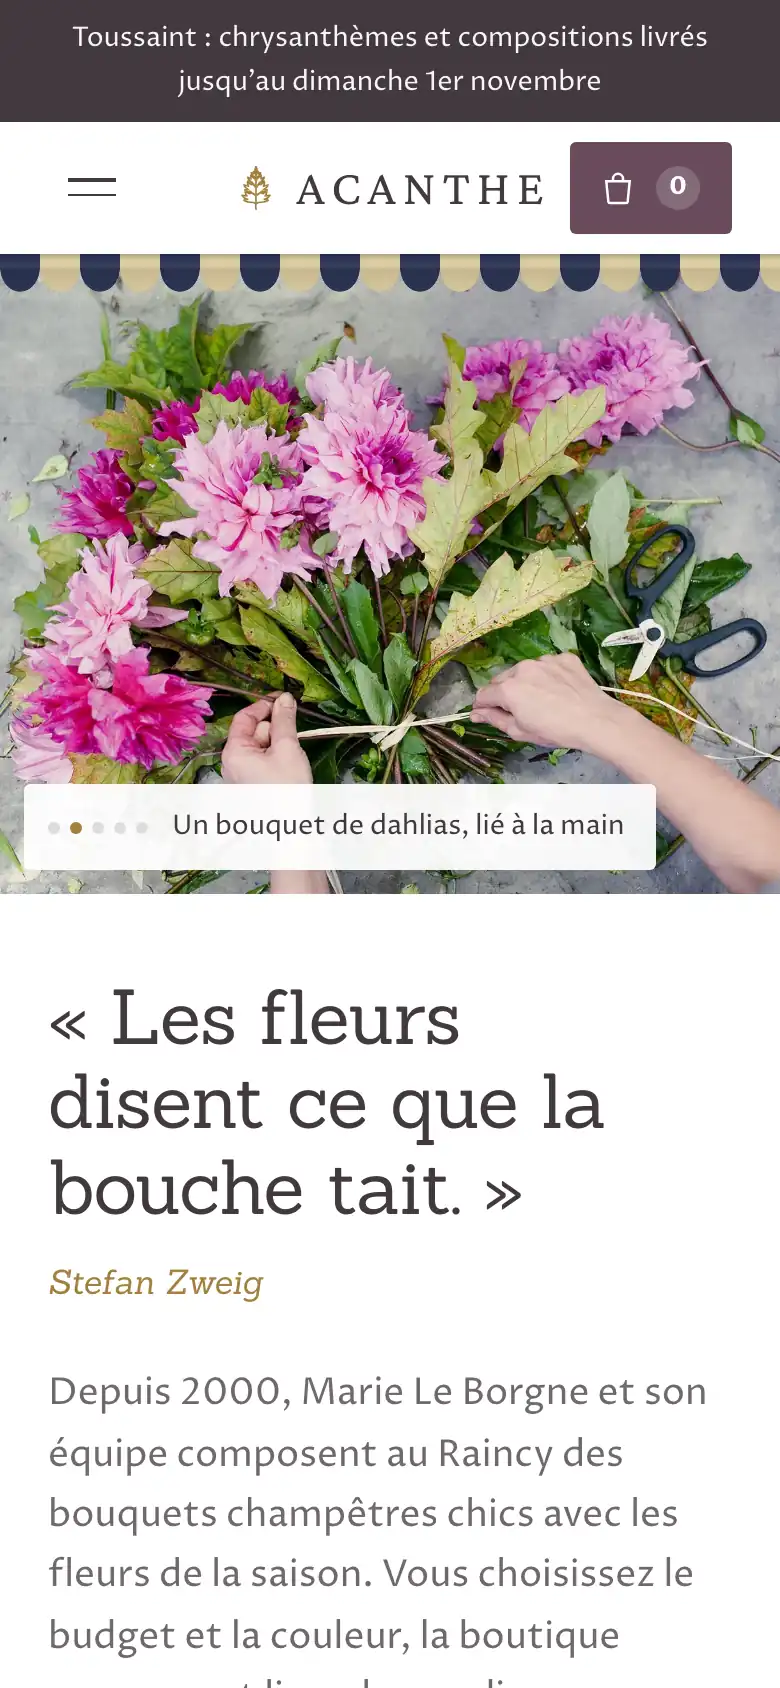 Toussaint : chrysanthèmes et compositions livrés
jusqu'au dimanche 1er novembre
ACANTHE
0
Un bouquet de dahlias, lié à la main
« Les fleurs
disent ce que la
bouche tait. »
Stefan Zweig
Depuis 2000, Marie Le Borgne et son
équipe composent au Raincy des
bouquets champêtres chics avec les
fleurs de la saison. Vous choisissez le
budget et la couleur, la boutique